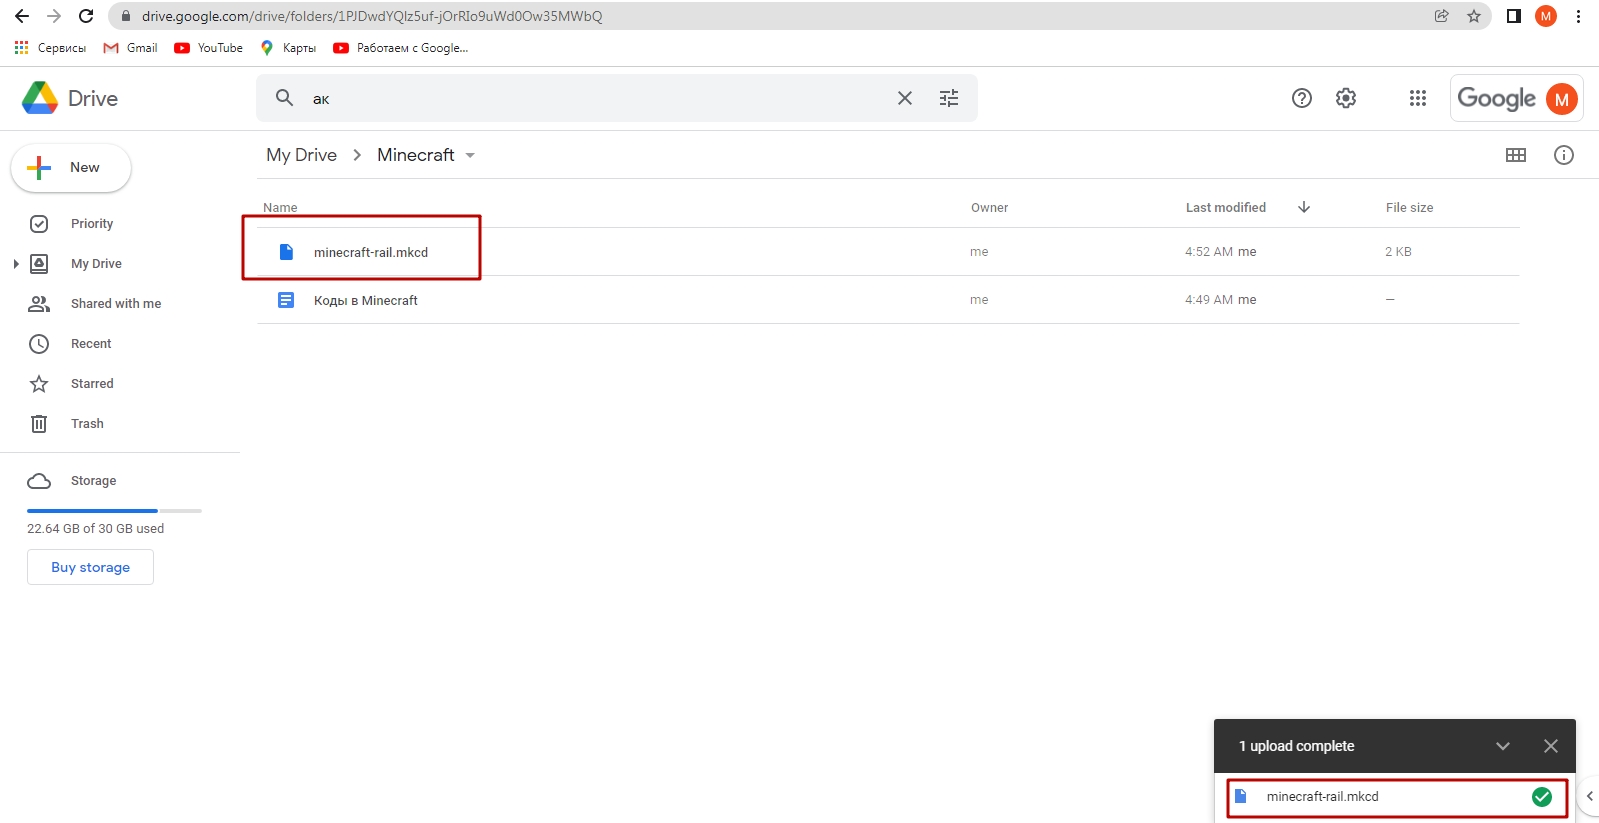 drive.google.com/drive/folders/1PJDwdYQlz5uf-jOrRIo9uWd0Ow35MWbQ
M
Сервисы Gmail YouTube Карты Работаем с Google...
Drive
ак
Google M
New
My Drive > Minecraft
Priority
My Drive
Shared with me
Recent
Starred
Trash
Storage
22.64 GB of 30 GB used
Buy storage
Name Owner Last modified File size
minecraft-rail.mkcd me 4:52 AM me 2 KB
Коды в Minecraft me 4:49 AM me —
1 upload complete
minecraft-rail.mkcd